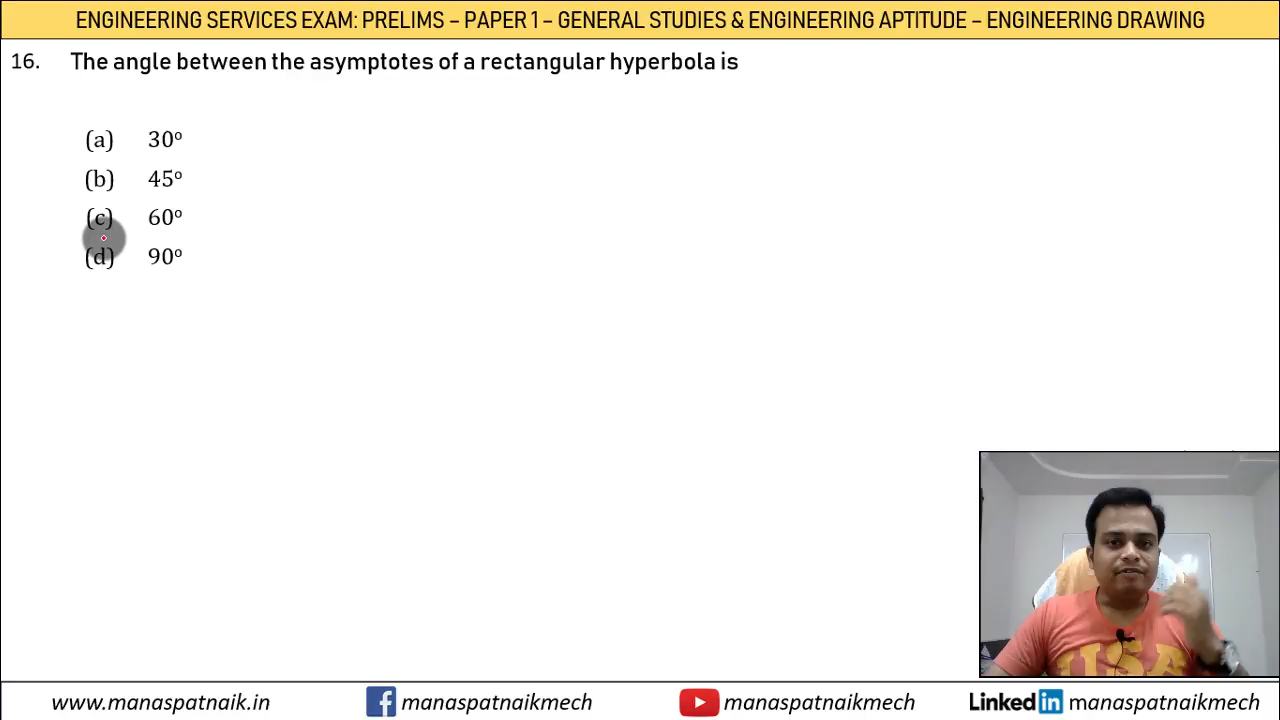 ENGINEERING SERVICES EXAM: PRELIMS – PAPER 1 – GENERAL STUDIES & ENGINEERING APTITUDE – ENGINEERING DRAWING
16. The angle between the asymptotes of a rectangular hyperbola is
(a) 30°
(b) 45°
(c) 60°
(d) 90°
USA
www.manaspatnaik.in manaspatnaikmech manaspatnaikmech Linked in manaspatnaikmech